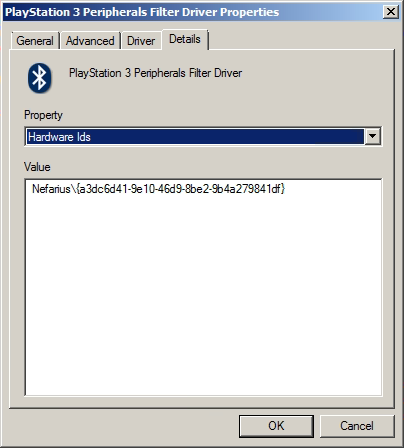 PlayStation 3 Peripherals Filter Driver Properties
General Advanced Driver Details
PlayStation 3 Peripherals Filter Driver
Property
Hardware Ids
Value
Nefarius\{a3dc6d41-9e10-46d9-8be2-9b4a279841df}
OK Cancel